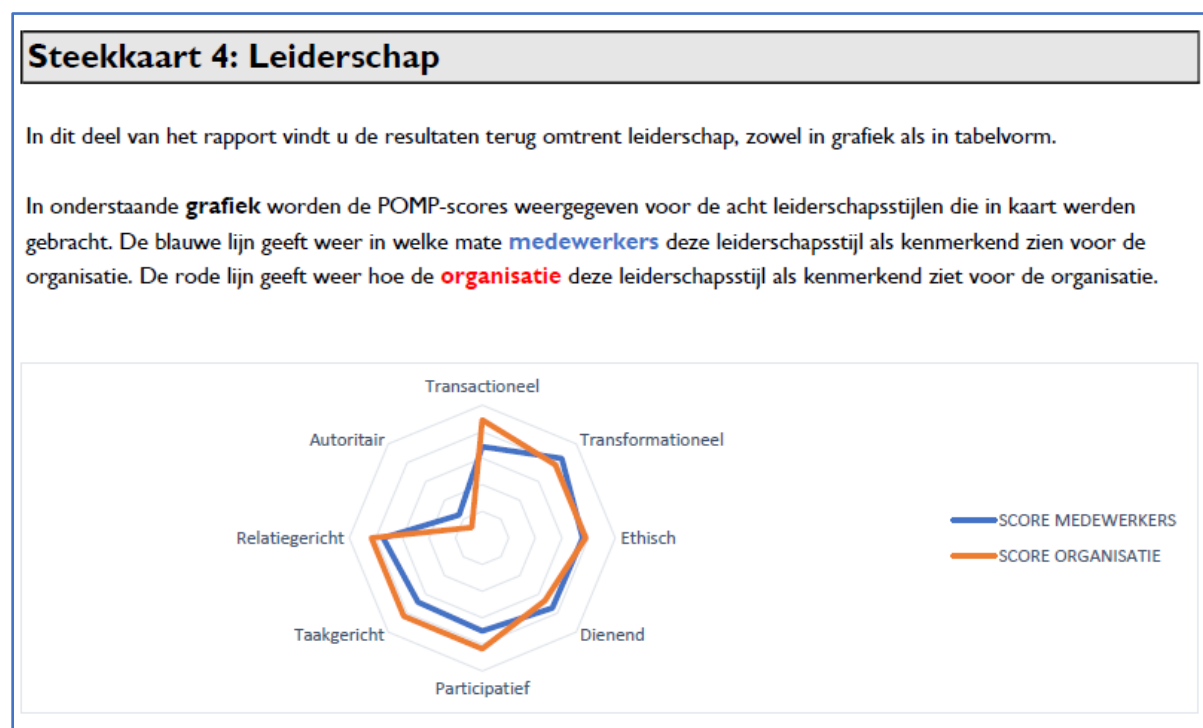 Steekkaart 4: Leiderschap
In dit deel van het rapport vindt u de resultaten terug omtrent leiderschap, zowel in grafiek als in tabelvorm.
In onderstaande grafiek worden de POMP-scores weergegeven voor de acht leiderschapsstijlen die in kaart werden
gebracht. De blauwe lijn geeft weer in welke mate medewerkers deze leiderschapsstijl als kenmerkend zien voor de
organisatie. De rode lijn geeft weer hoe de organisatie deze leiderschapsstijl als kenmerkend ziet voor de organisatie.
Transactioneel
Autoritair
Transformationeel
Relatiegericht
Ethisch
SCORE MEDEWERKERS
SCORE ORGANISATIE
Taakgericht
Dienend
Participatief